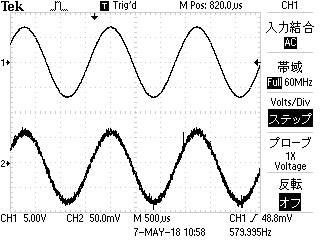 Tek T Trig'd M Pos: 820.0µs CH1
入力結合
AC
帯域
Full 60MHz
Volts/Div
ステップ
プローブ
1X
Voltage
反転
オフ
1
2
CH1 5.00V CH2 50.0mV M 500µs CH1 / 48.8mV
7-MAY-18 10:58 579.995Hz